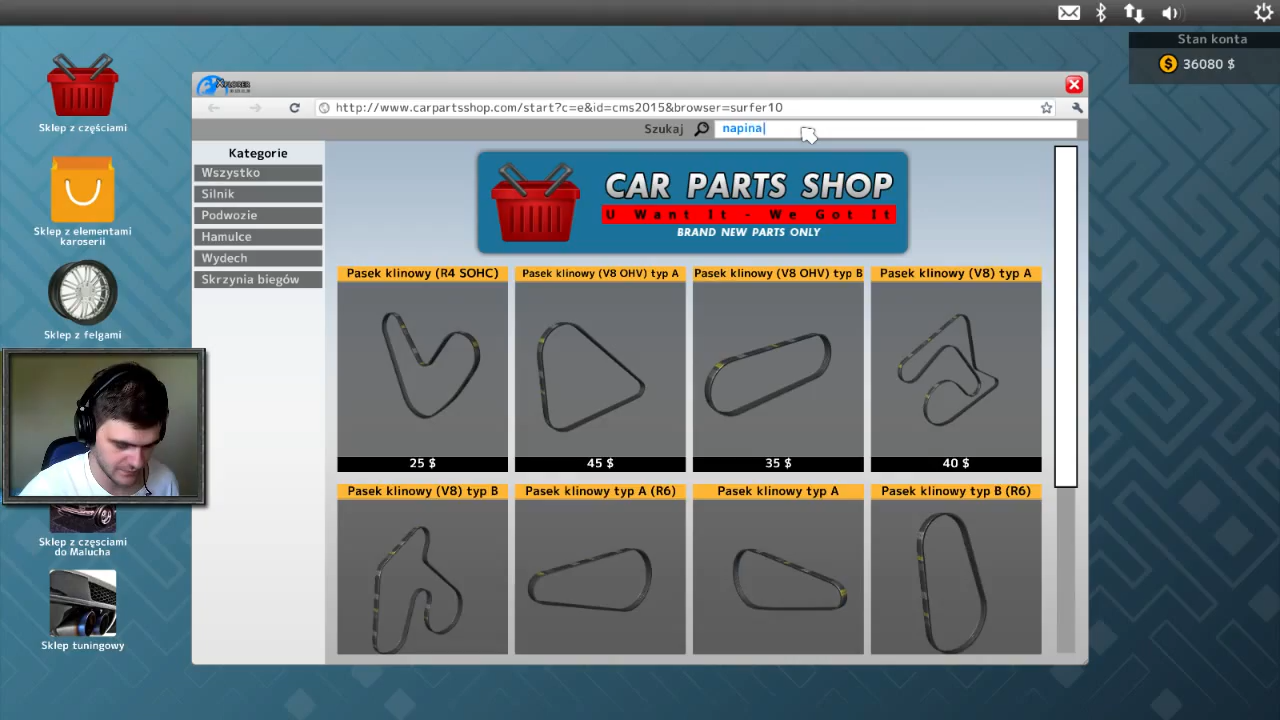 Stan konta
36080 $
http://www.carpartsshop.com/start?c=e&id=cms2015&browser=surfer10
Szukaj
napina
Sklep z częściami
Sklep z elementami
karoserii
Sklep z felgami
Sklep z częsciami
do Malucha
Sklep tuningowy
Kategorie
Wszystko
Silnik
Podwozie
Hamulce
Wydech
Skrzynia biegów
CAR PARTS SHOP
U Want It - We Got It
BRAND NEW PARTS ONLY
Pasek klinowy (R4 SOHC)
Pasek klinowy (V8 OHV) typ A
Pasek klinowy (V8 OHV) typ B
Pasek klinowy (V8) typ A
25 $
45 $
35 $
40 $
Pasek klinowy (V8) typ B
Pasek klinowy typ A (R6)
Pasek klinowy typ A
Pasek klinowy typ B (R6)